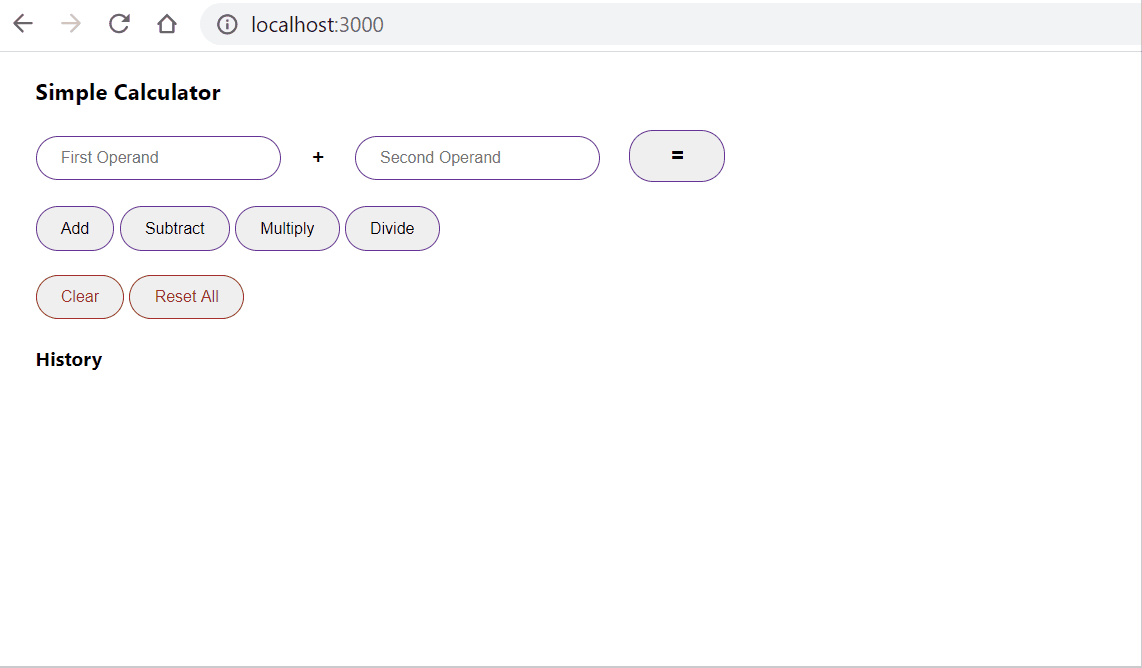 localhost:3000
Simple Calculator
First Operand + Second Operand =
Add Subtract Multiply Divide
Clear Reset All
History